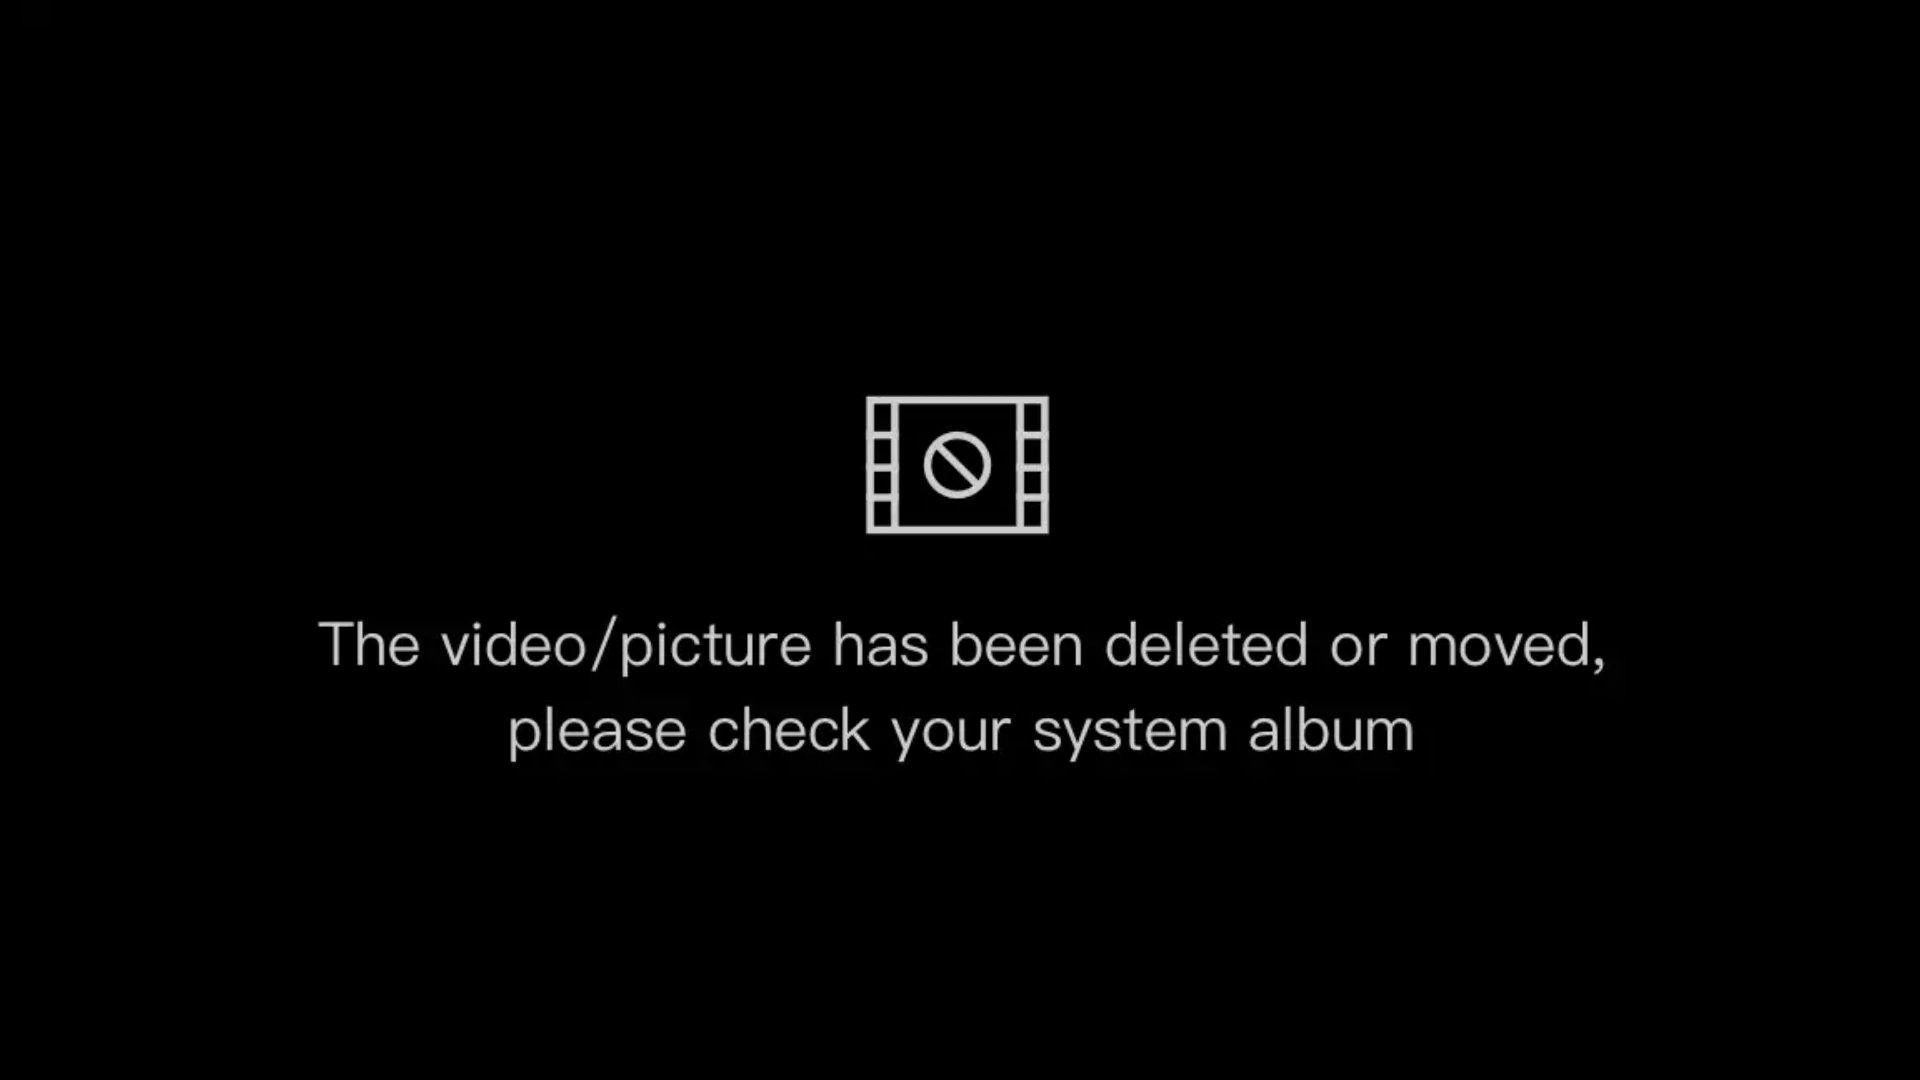 The video/picture has been deleted or moved,
please check your system album